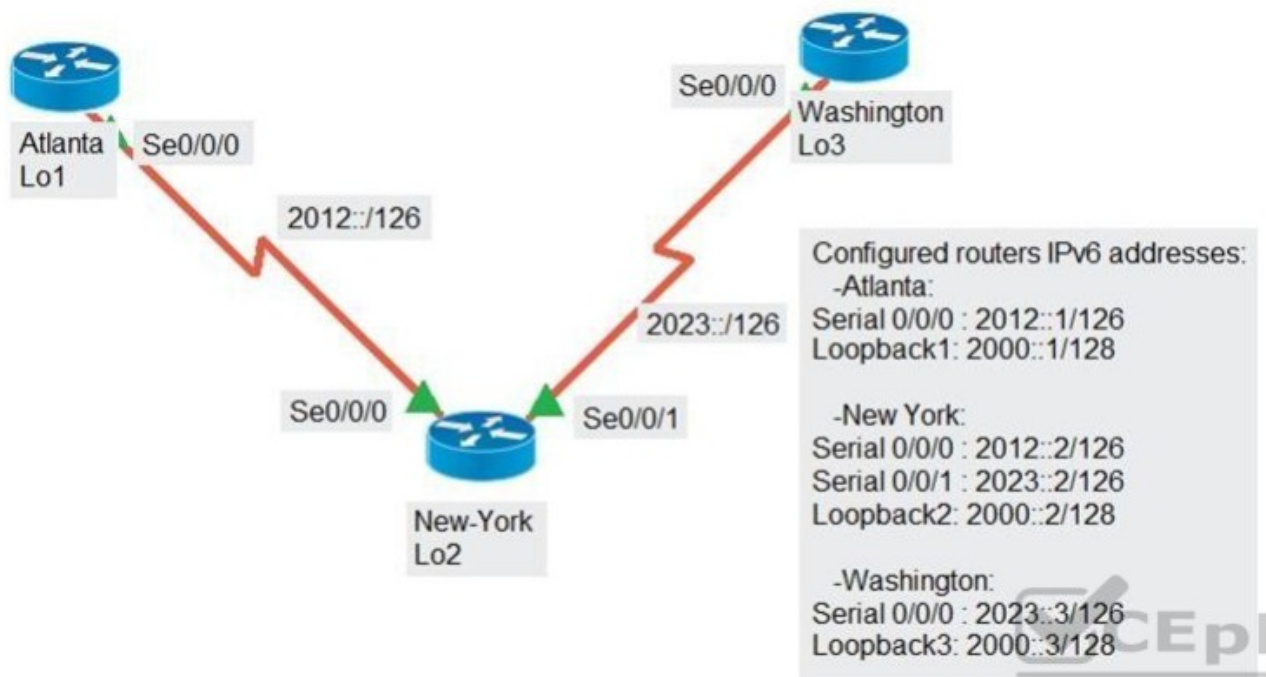 Atlanta
Lo1
Se0/0/0
2012::/126
Se0/0/0
Washington
Lo3
2023::/126
Se0/0/0
Se0/0/1
New-York
Lo2
Configured routers IPv6 addresses:
-Atlanta:
Serial 0/0/0 : 2012::1/126
Loopback1: 2000::1/128
-New York:
Serial 0/0/0 : 2012::2/126
Serial 0/0/1 : 2023::2/126
Loopback2: 2000::2/128
-Washington:
Serial 0/0/0 : 2023::3/126
Loopback3: 2000::3/128